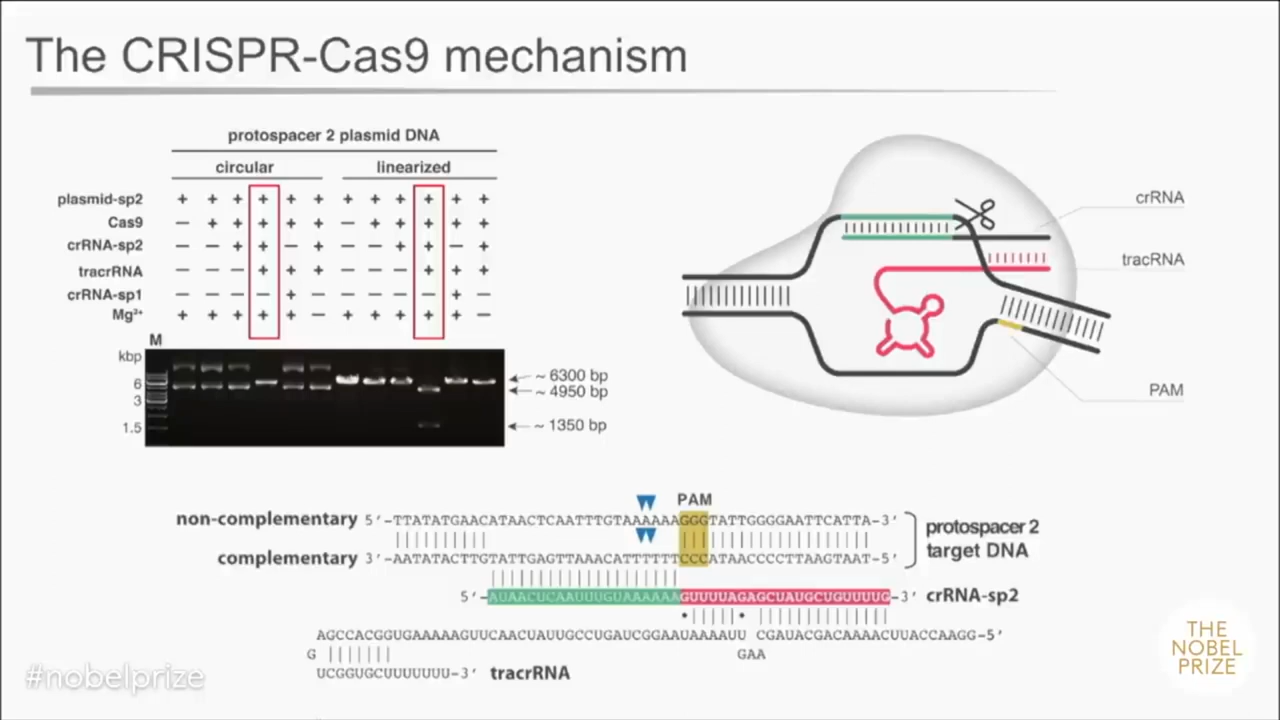 The CRISPR-Cas9 mechanism
protospacer 2 plasmid DNA
circular linearized
plasmid-sp2 + + + + + + + + + + + +
Cas9 – + + + + + – + + + + +
crRNA-sp2 – – + + – + – – + + – +
tracrRNA – – – + + + – – – + + +
crRNA-sp1 – – – – + – – – – – + –
Mg²⁺ + + + + + – + + + + + –
M
kbp
6
3
1.5
~ 6300 bp
~ 4950 bp
~ 1350 bp
crRNA
tracRNA
PAM
PAM
non-complementary 5′-TTATATGAACATAACTCAATTTGTAAAAAAGGGTATTGGGGAATTCATTA-3′
complementary 3′-AATATACTTGTATTGAGTTAAACATTTTTTCCCATAACCCCTTAAGTAAT-5′
protospacer 2
target DNA
5′-AUAACUCAAUUUGUAAAAAAGUUUUAGAGCUAUGCUGUUUUG-3′ crRNA-sp2
AGCCACGGUGAAAAAGUUCAACUAUUGCCUGAUCGGAAUAAAAUU CGAUACGACAAAACUUACCAAGG-5′
G GAA
UCGGUGCUUUUUUU-3′ tracrRNA
#nobelprize
THE
NOBEL
PRIZE